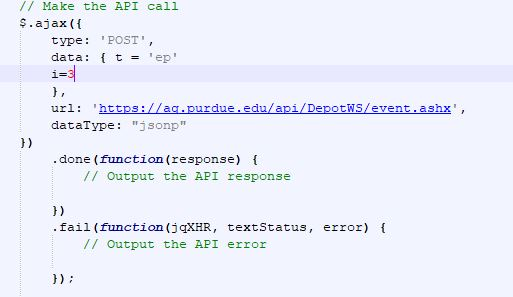 // Make the API call
$.ajax({
type: 'POST',
data: { t = 'ep'
i=3
},
url: 'https://ag.purdue.edu/api/DepotWS/event.ashx',
dataType: "jsonp"
})
.done(function(response) {
// Output the API response
})
.fail(function(jqXHR, textStatus, error) {
// Output the API error
});